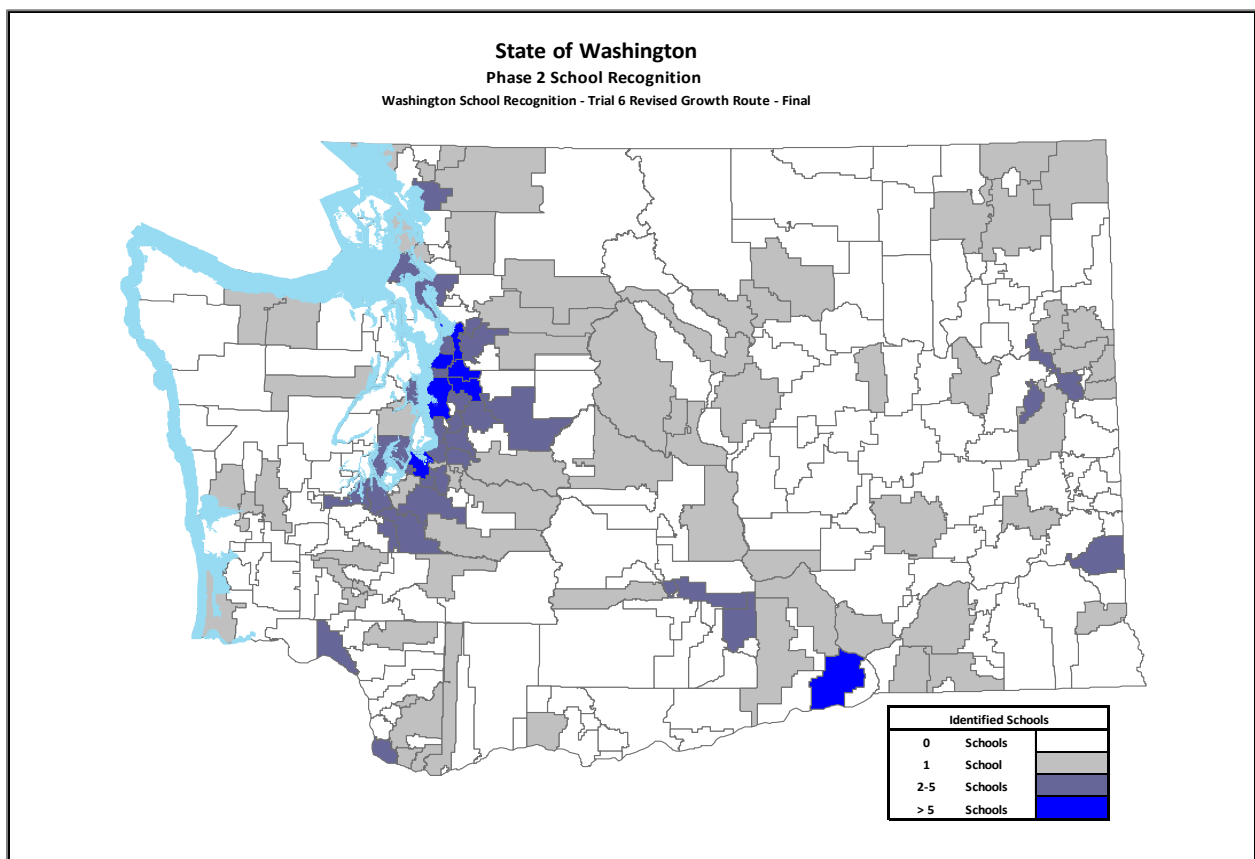 State of Washington
Phase 2 School Recognition
Washington School Recognition - Trial 6 Revised Growth Route - Final
Identified Schools
0 Schools
1 School
2-5 Schools
> 5 Schools